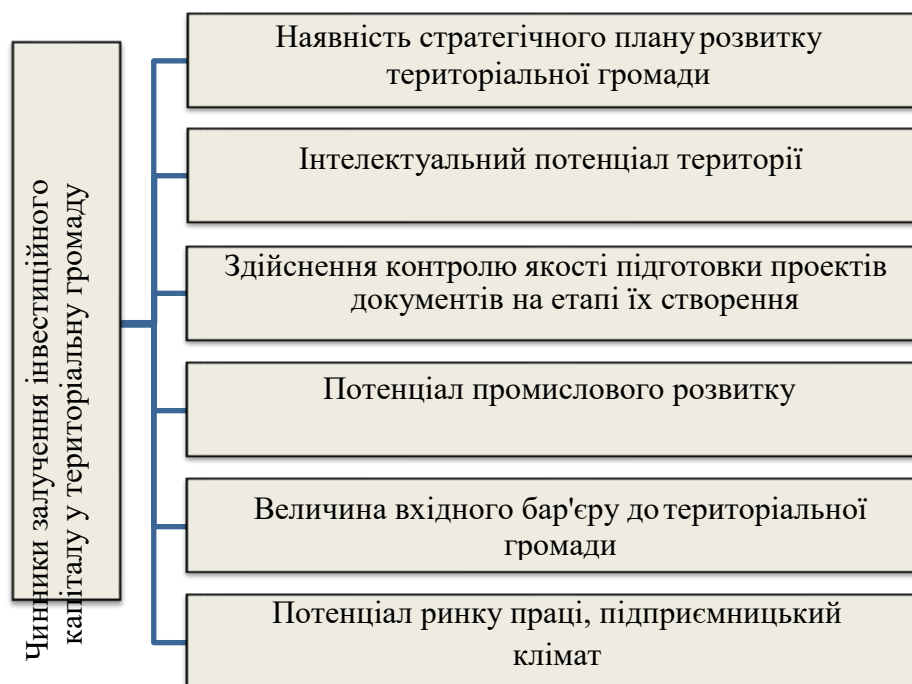 Чинники залучення інвестиційного
капіталу у територіальну громаду
Наявність стратегічного плану розвитку
територіальної громади
Інтелектуальний потенціал території
Здійснення контролю якості підготовки проектів
документів на етапі їх створення
Потенціал промислового розвитку
Величина вхідного бар'єру до територіальної
громади
Потенціал ринку праці, підприємницький
клімат